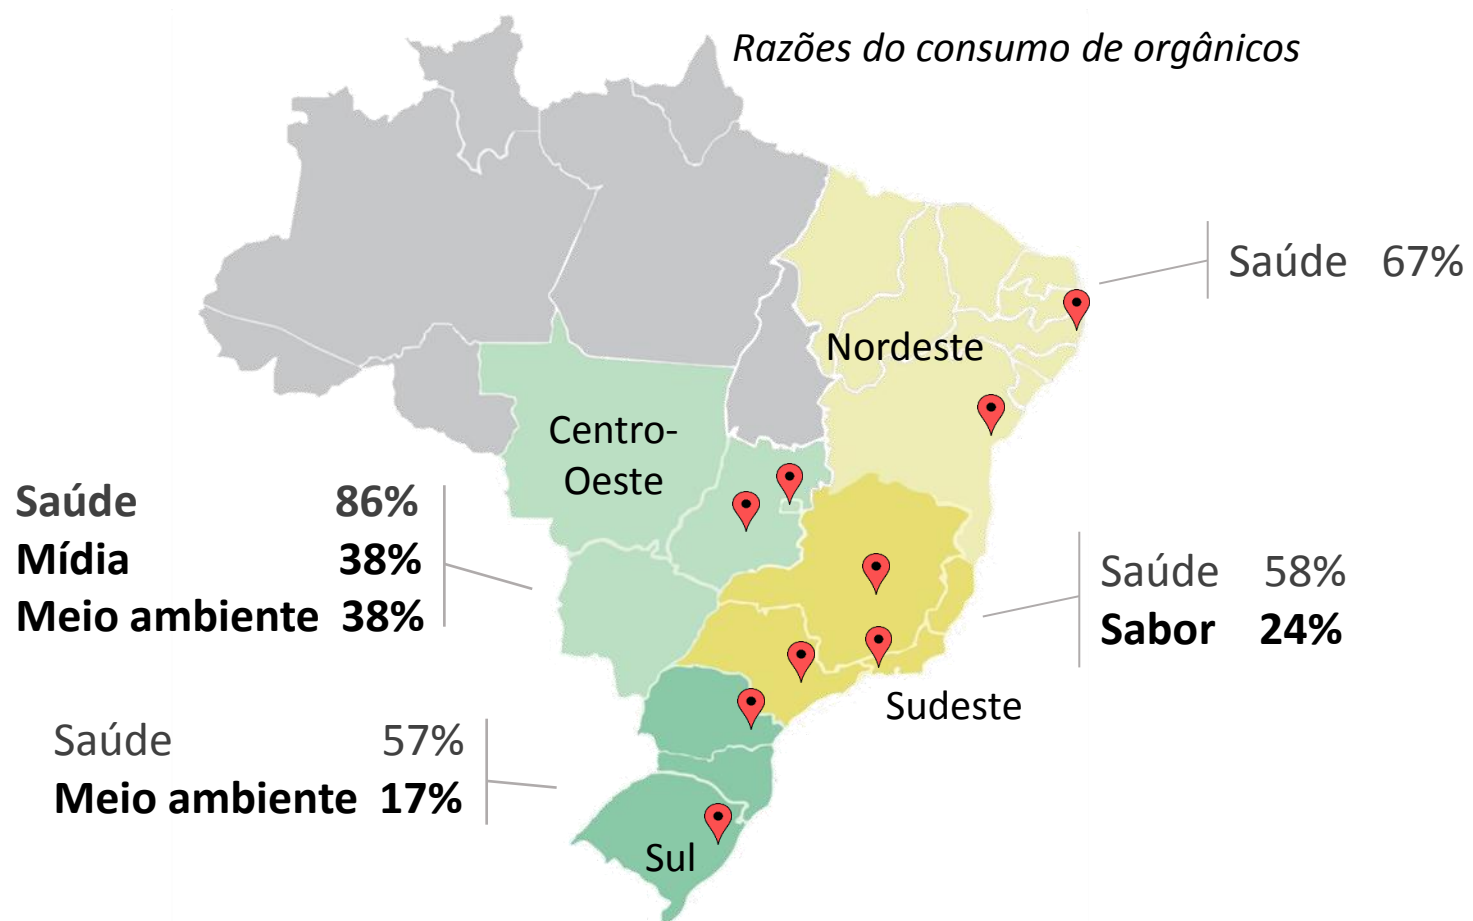 Razões do consumo de orgânicos
Saúde 67%
Nordeste
Centro-
Oeste
Saúde 86%
Mídia 38%
Meio ambiente 38%
Saúde 58%
Sabor 24%
Sudeste
Saúde 57%
Meio ambiente 17%
Sul